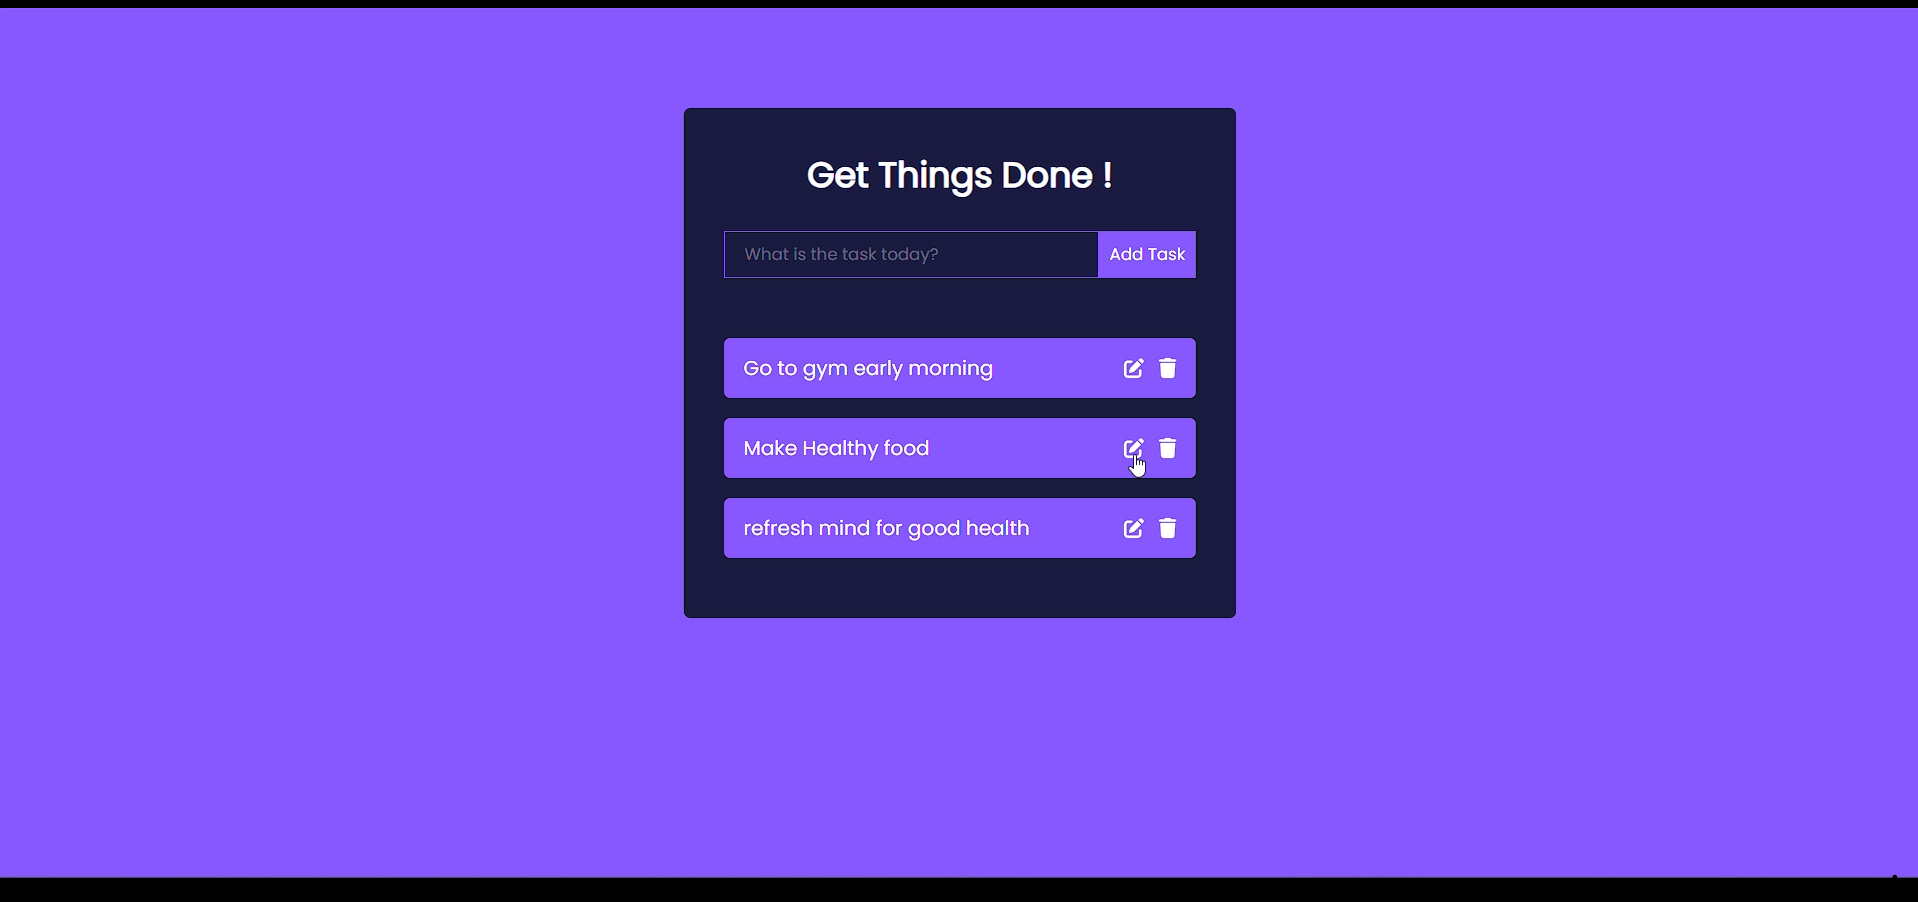 Get Things Done !
What is the task today?
Add Task
Go to gym early morning
Make Healthy food
refresh mind for good health